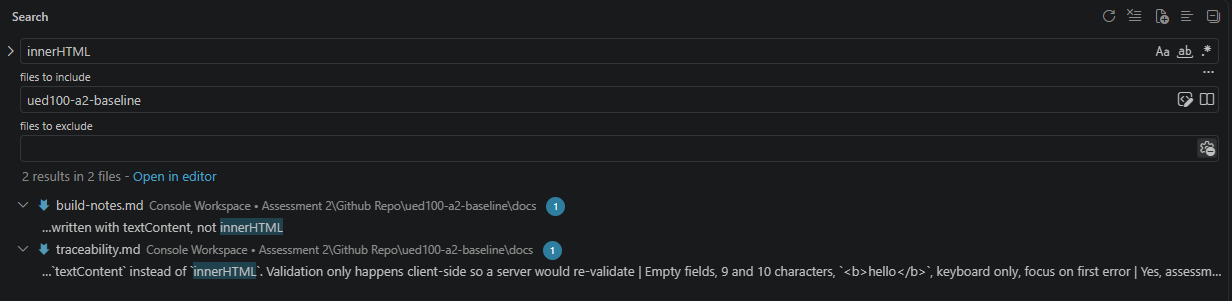 Search
innerHTML
Aa ab .*
files to include
...
ued100-a2-baseline
files to exclude
2 results in 2 files - Open in editor
build-notes.md Console Workspace • Assessment 2\Github Repo\ued100-a2-baseline\docs 1
...written with textContent, not innerHTML
traceability.md Console Workspace • Assessment 2\Github Repo\ued100-a2-baseline\docs 1
...`textContent` instead of `innerHTML`. Validation only happens client-side so a server would re-validate | Empty fields, 9 and 10 characters, `<b>hello</b>`, keyboard only, focus on first error | Yes, assessm...